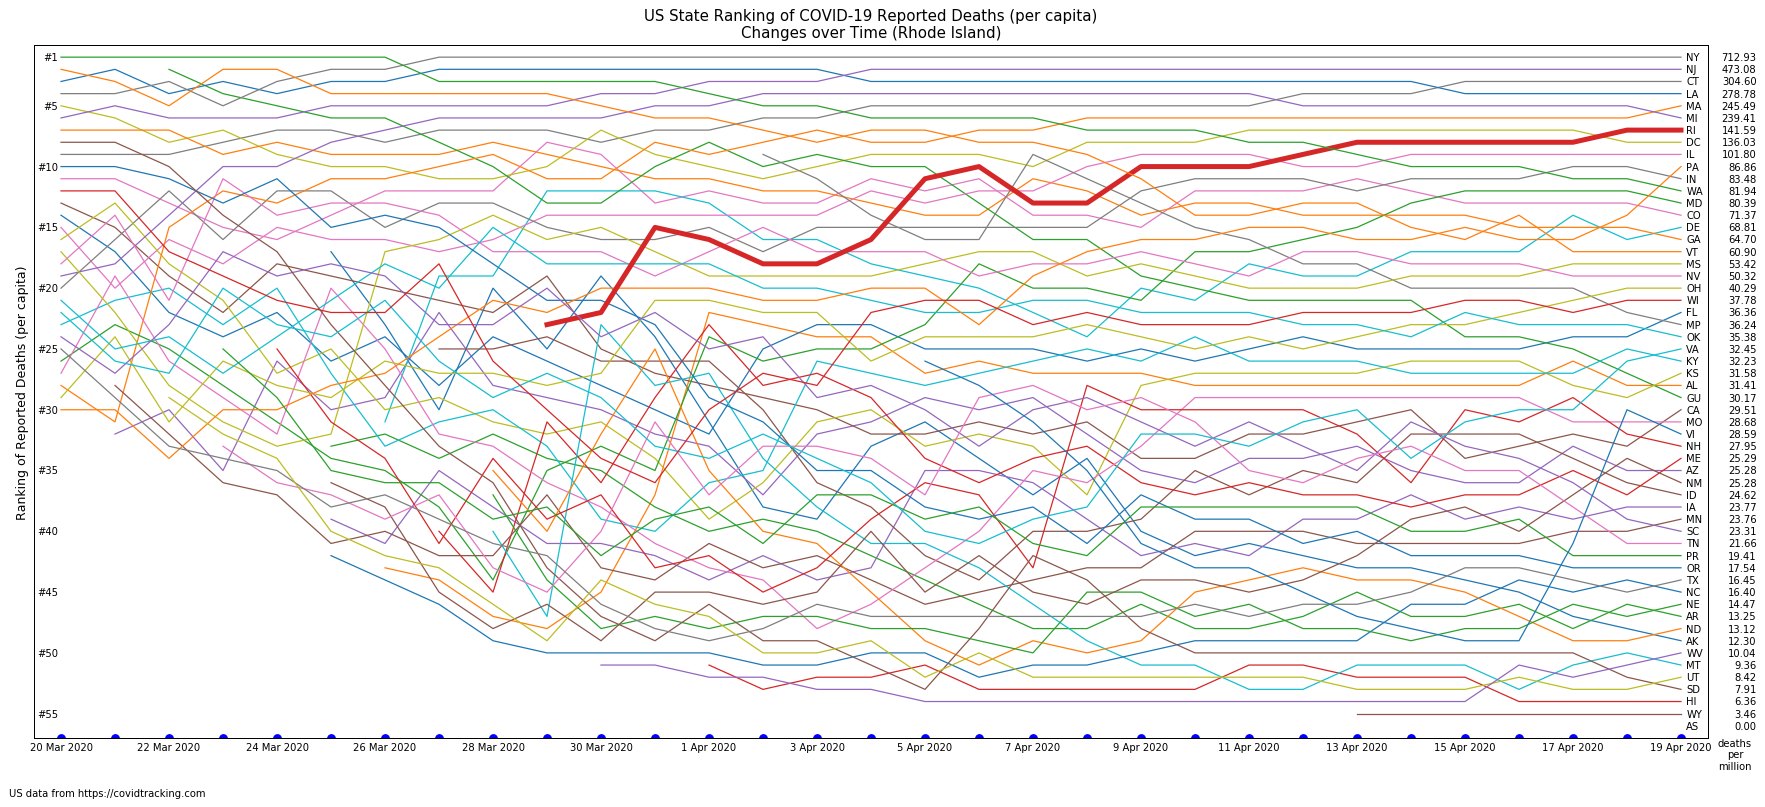 US State Ranking of COVID-19 Reported Deaths (per capita)
Changes over Time (Rhode Island)
Ranking of Reported Deaths (per capita)
#1
#5
#10
#15
#20
#25
#30
#35
#40
#45
#50
#55
NY 712.93
NJ 473.08
CT 304.60
LA 278.78
MA 245.49
MI 239.41
RI 141.59
DC 136.03
IL 101.80
PA 86.86
IN 83.48
WA 81.94
MD 80.39
CO 71.37
DE 68.81
GA 64.70
VT 60.90
MS 53.42
NV 50.32
OH 40.29
WI 37.78
FL 36.36
MP 36.24
OK 35.38
VA 32.45
KY 32.23
KS 31.58
AL 31.41
GU 30.17
CA 29.51
MO 28.68
VI 28.59
NH 27.95
ME 25.29
AZ 25.28
NM 25.28
ID 24.62
IA 23.77
MN 23.76
SC 23.31
TN 21.66
PR 19.41
OR 17.54
TX 16.45
NC 16.40
NE 14.47
AR 13.25
ND 13.12
AK 12.30
WV 10.04
MT 9.36
UT 8.42
SD 7.91
HI 6.36
WY 3.46
AS 0.00
20 Mar 2020 22 Mar 2020 24 Mar 2020 26 Mar 2020 28 Mar 2020 30 Mar 2020 1 Apr 2020 3 Apr 2020 5 Apr 2020 7 Apr 2020 9 Apr 2020 11 Apr 2020 13 Apr 2020 15 Apr 2020 17 Apr 2020 19 Apr 2020
deaths
per
million
US data from https://covidtracking.com